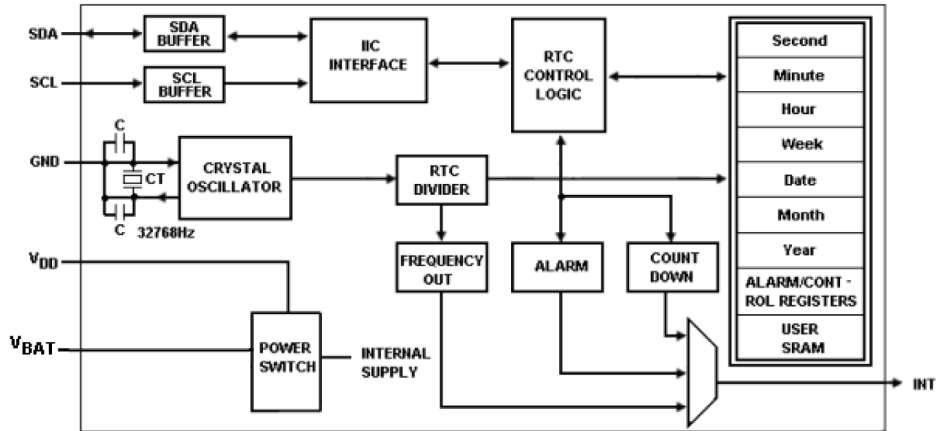 SDA
SDA
BUFFER
IIC
INTERFACE
RTC
CONTROL
LOGIC
SCL
SCL
BUFFER
Second
Minute
Hour
Week
Date
Month
Year
ALARM/CONT -
ROL REGISTERS
USER
SRAM
GND
C
CT
C
32768Hz
CRYSTAL
OSCILLATOR
RTC
DIVIDER
FREQUENCY
OUT
ALARM
COUNT
DOWN
VDD
VBAT
POWER
SWITCH
INTERNAL
SUPPLY
INT